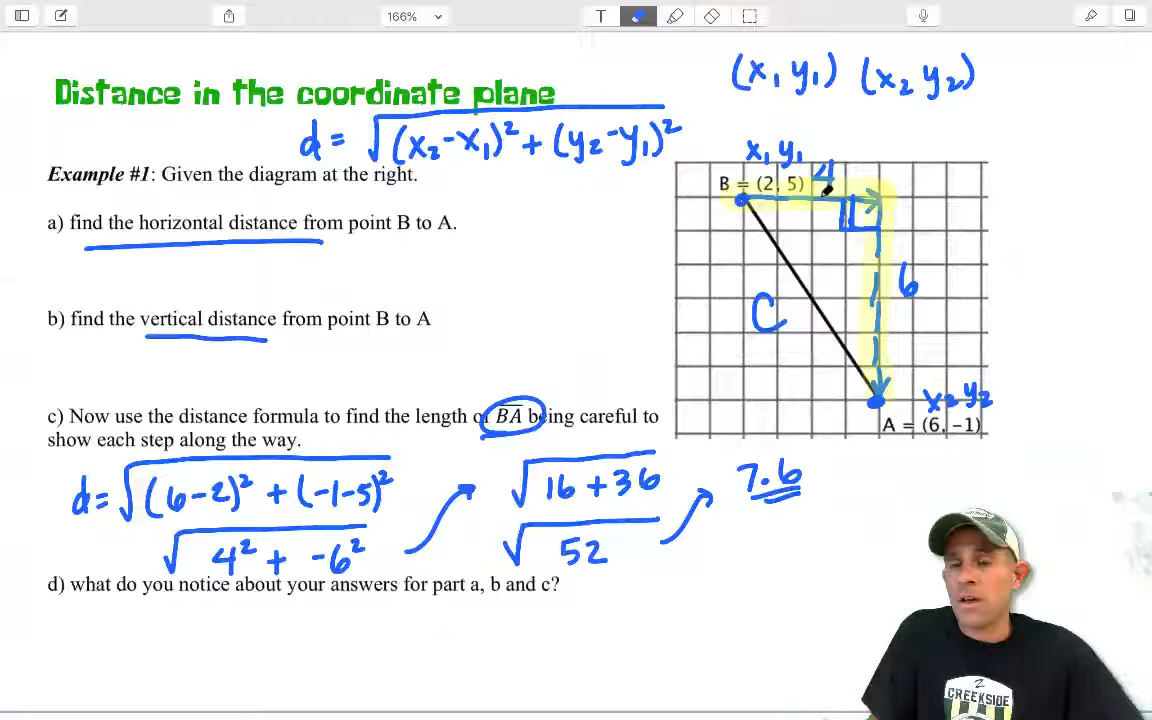 T
166%
(x₁ y₁) (x₂ y₂)
Distance in the coordinate plane
d = √(x₂-x₁)² + (y₂-y₁)²
Example #1: Given the diagram at the right.
x₁ y₁
B = (2, 5)
4
a) find the horizontal distance from point B to A.
6
C
b) find the vertical distance from point B to A
x₂ y₂
A = (6, -1)
c) Now use the distance formula to find the length of BA being careful to
show each step along the way.
d = √(6-2)² + (-1-5)²
√4² + -6²
√16 + 36
√52
7.6
d) what do you notice about your answers for part a, b and c?
2
CREEKSIDE